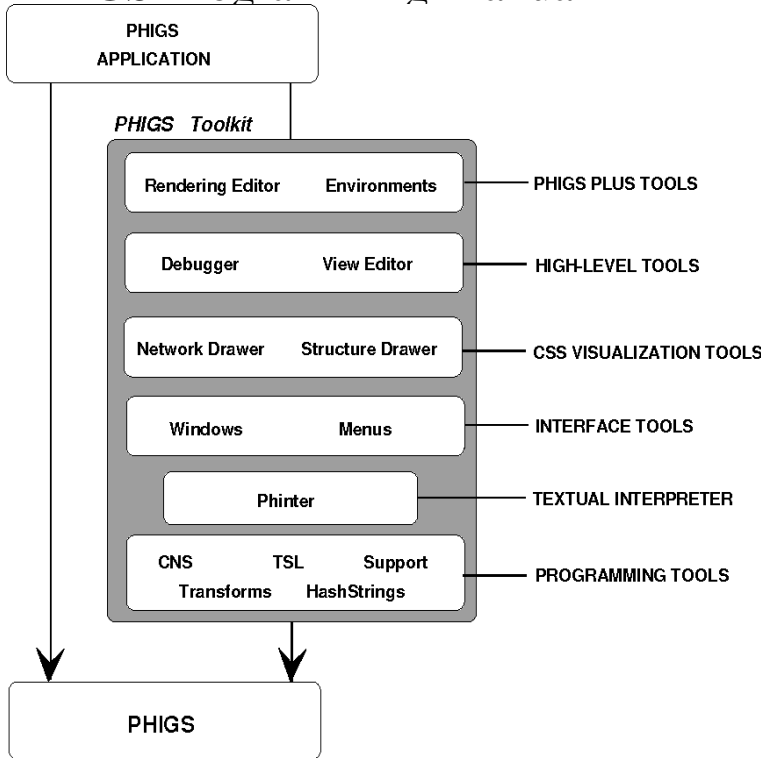 PHIGS
APPLICATION
PHIGS Toolkit
Rendering Editor Environments
PHIGS PLUS TOOLS
Debugger View Editor
HIGH-LEVEL TOOLS
Network Drawer Structure Drawer
CSS VISUALIZATION TOOLS
Windows Menus
INTERFACE TOOLS
Phinter
TEXTUAL INTERPRETER
CNS TSL Support
Transforms HashStrings
PROGRAMMING TOOLS
PHIGS